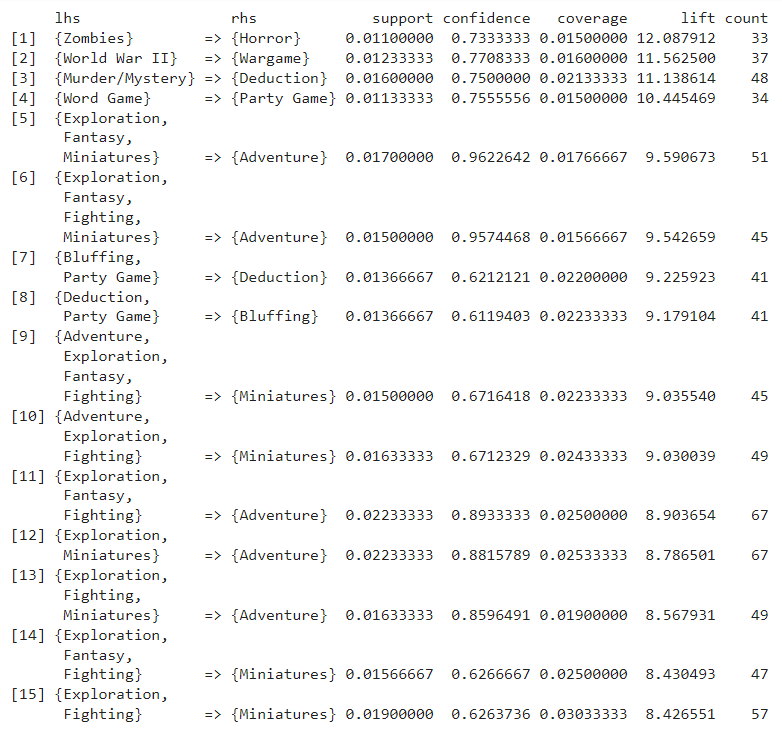 lhs rhs support confidence coverage lift count
[1] {Zombies} => {Horror} 0.01100000 0.7333333 0.01500000 12.087912 33
[2] {World War II} => {Wargame} 0.01233333 0.7708333 0.01600000 11.562500 37
[3] {Murder/Mystery} => {Deduction} 0.01600000 0.7500000 0.02133333 11.138614 48
[4] {Word Game} => {Party Game} 0.01133333 0.7555556 0.01500000 10.445469 34
[5] {Exploration,
Fantasy,
Miniatures} => {Adventure} 0.01700000 0.9622642 0.01766667 9.590673 51
[6] {Exploration,
Fantasy,
Fighting,
Miniatures} => {Adventure} 0.01500000 0.9574468 0.01566667 9.542659 45
[7] {Bluffing,
Party Game} => {Deduction} 0.01366667 0.6212121 0.02200000 9.225923 41
[8] {Deduction,
Party Game} => {Bluffing} 0.01366667 0.6119403 0.02233333 9.179104 41
[9] {Adventure,
Exploration,
Fantasy,
Fighting} => {Miniatures} 0.01500000 0.6716418 0.02233333 9.035540 45
[10] {Adventure,
Exploration,
Fighting} => {Miniatures} 0.01633333 0.6712329 0.02433333 9.030039 49
[11] {Exploration,
Fantasy,
Fighting} => {Adventure} 0.02233333 0.8933333 0.02500000 8.903654 67
[12] {Exploration,
Miniatures} => {Adventure} 0.02233333 0.8815789 0.02533333 8.786501 67
[13] {Exploration,
Fighting,
Miniatures} => {Adventure} 0.01633333 0.8596491 0.01900000 8.567931 49
[14] {Exploration,
Fantasy,
Fighting} => {Miniatures} 0.01566667 0.6266667 0.02500000 8.430493 47
[15] {Exploration,
Fighting} => {Miniatures} 0.01900000 0.6263736 0.03033333 8.426551 57